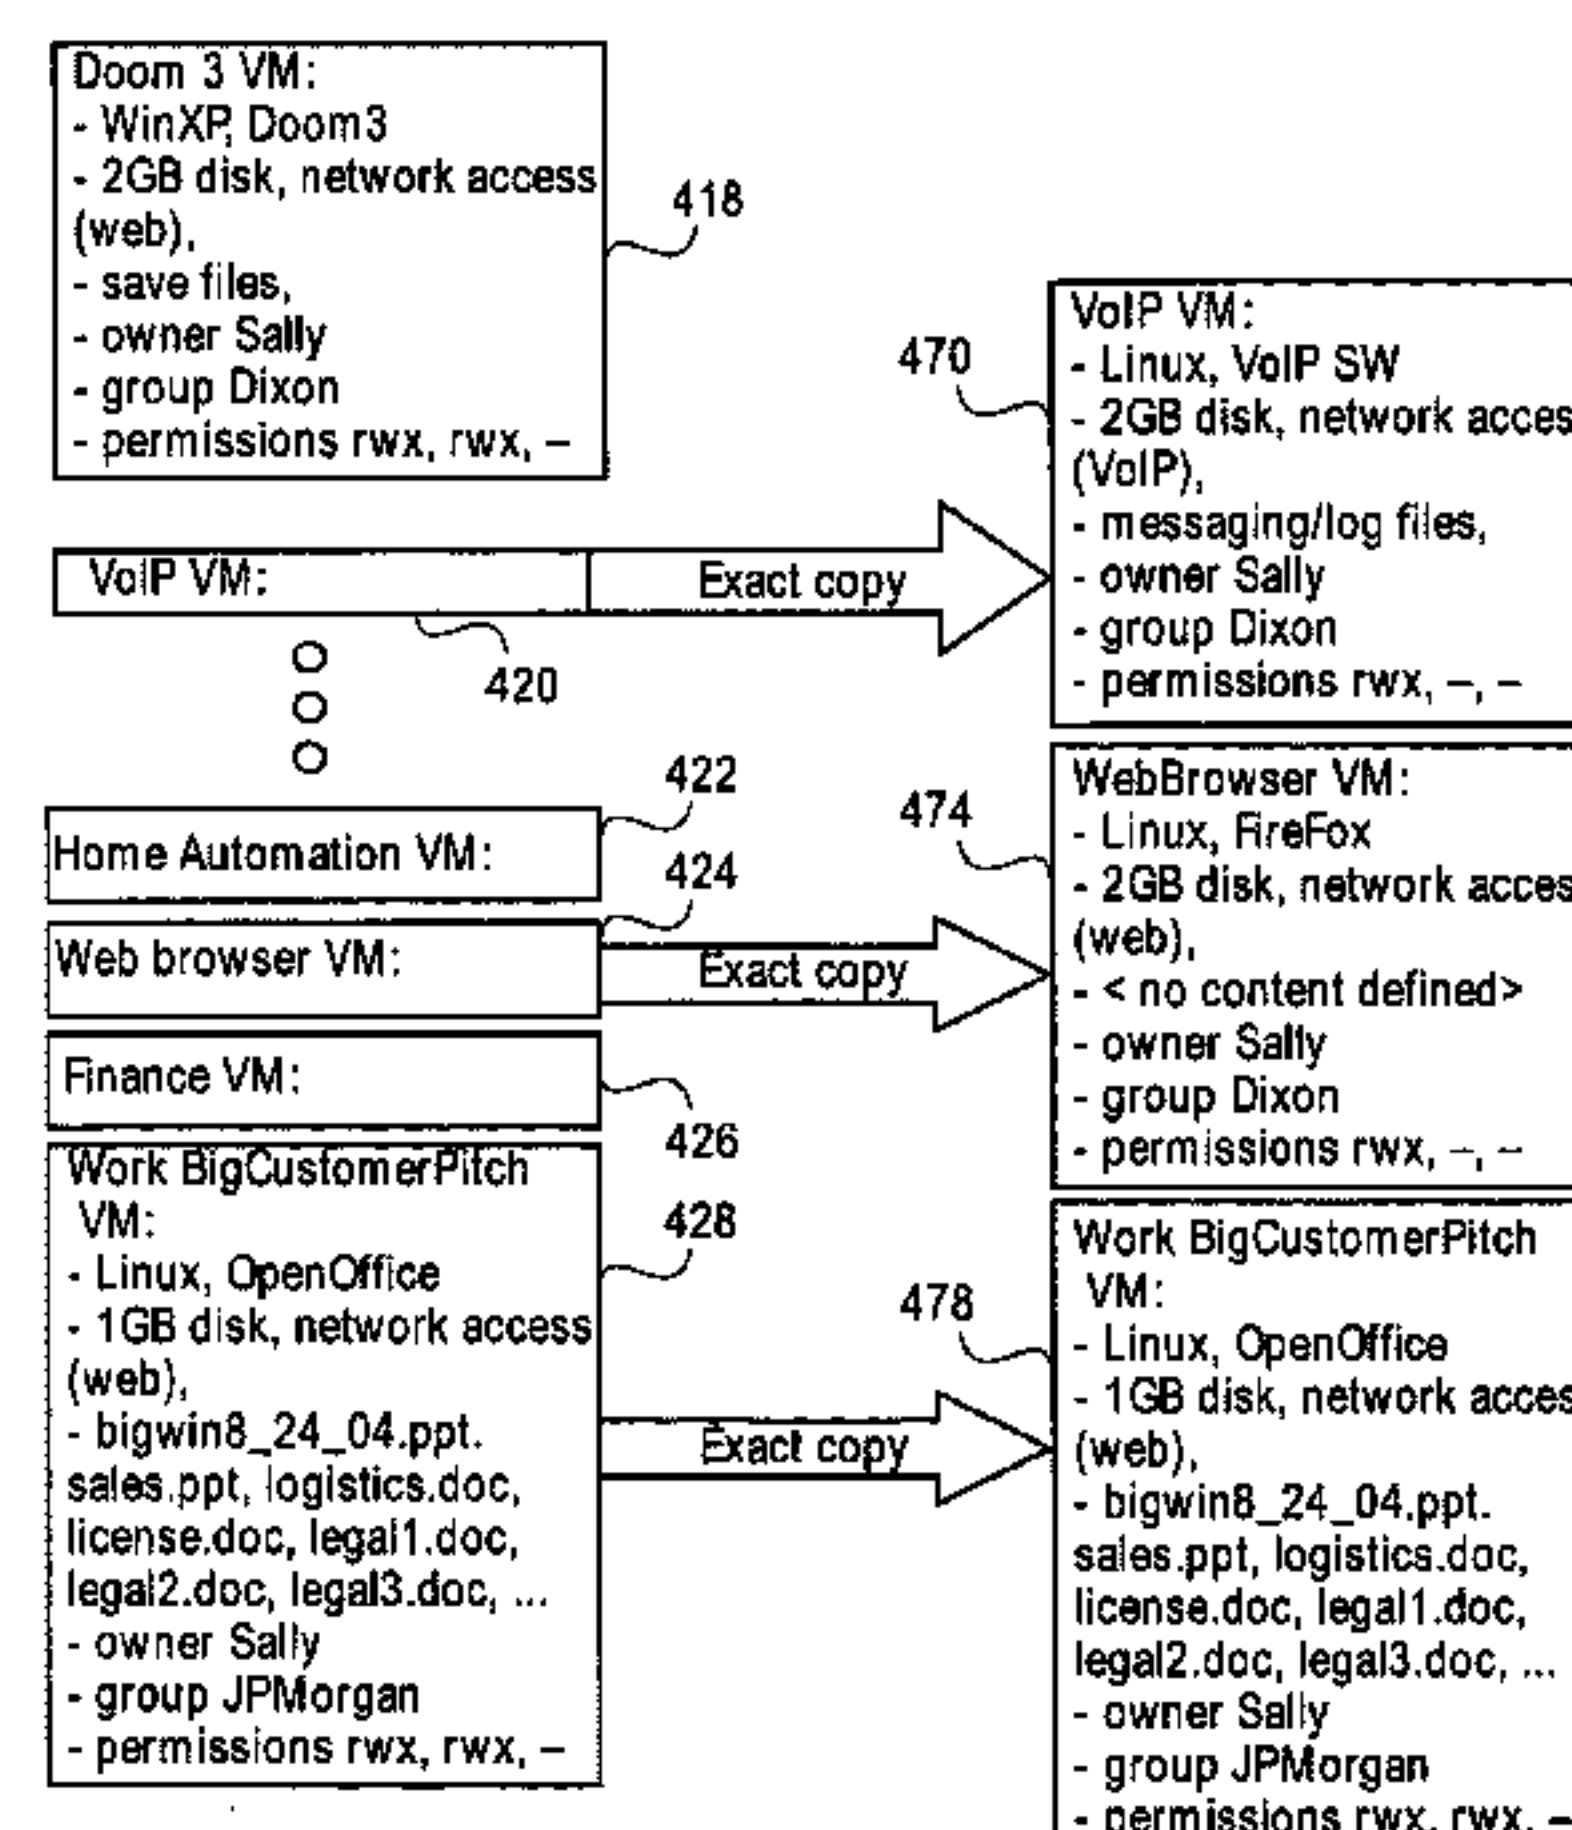 Doom 3 VM:
- WinXP, Doom3
- 2GB disk, network access
(web),
- save files,
- owner Sally
- group Dixon
- permissions rwx, rwx, –
418
VoIP VM:
Exact copy
420
470
VoIP VM:
- Linux, VoIP SW
- 2GB disk, network acces
(VoIP),
- messaging/log files,
- owner Sally
- group Dixon
- permissions rwx, –, –
422
Home Automation VM:
424
Web browser VM:
Exact copy
474
WebBrowser VM:
- Linux, FireFox
- 2GB disk, network acces
(web),
- < no content defined>
- owner Sally
- group Dixon
- permissions rwx, –, –
Finance VM:
426
Work BigCustomerPitch
VM:
- Linux, OpenOffice
- 1GB disk, network access
(web),
- bigwin8_24_04.ppt.
sales.ppt, logistics.doc,
license.doc, legal1.doc,
legal2.doc, legal3.doc, ...
- owner Sally
- group JPMorgan
- permissions rwx, rwx, –
428
Exact copy
478
Work BigCustomerPitch
VM:
- Linux, OpenOffice
- 1GB disk, network acces
(web),
- bigwin8_24_04.ppt.
sales.ppt, logistics.doc,
license.doc, legal1.doc,
legal2.doc, legal3.doc, ...
- owner Sally
- group JPMorgan
- permissions rwx, rwx, –